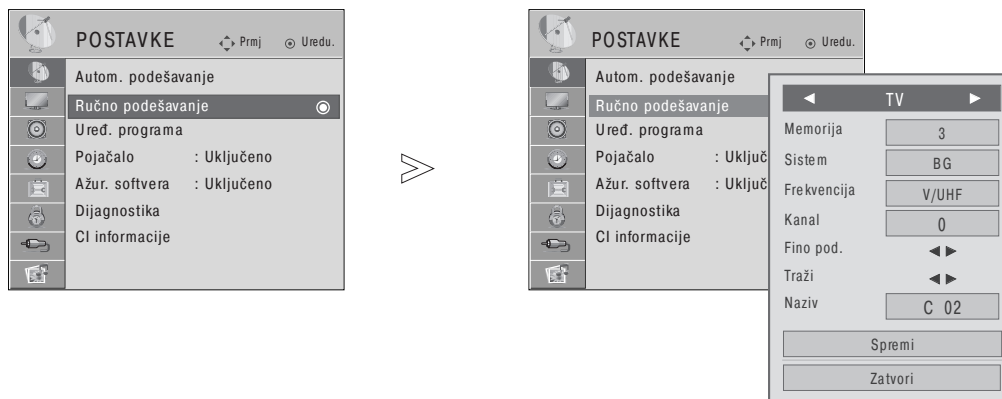 POSTAVKE Prmj Uredu.
Autom. podešavanje
Ručno podešavanje
Uređ. programa
Pojačalo : Uključeno
Ažur. softvera : Uključeno
Dijagnostika
CI informacije
POSTAVKE Prmj Uredu.
Autom. podešavanje
Ručno podešavanje
Uređ. programa
Pojačalo : Uključ
Ažur. softvera : Uključ
Dijagnostika
CI informacije
TV
Memorija 3
Sistem BG
Frekvencija V/UHF
Kanal 0
Fino pod.
Traži
Naziv C 02
Spremi
Zatvori